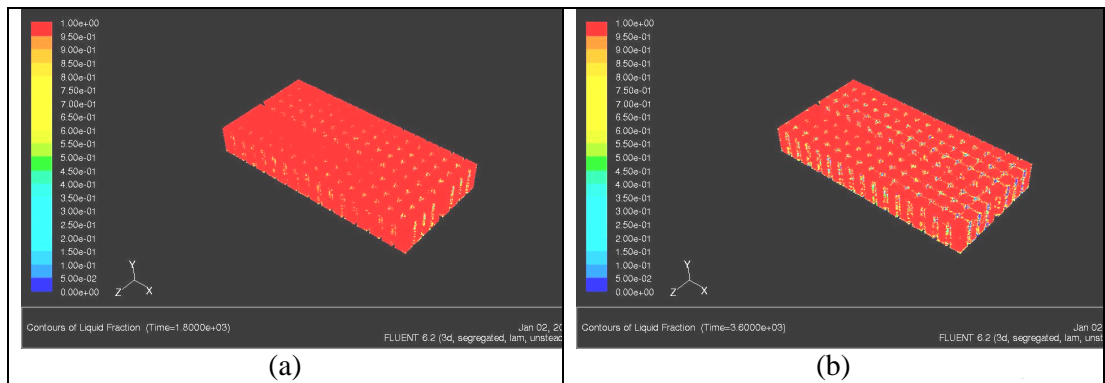 1.00e+00
9.50e-01
9.00e-01
8.50e-01
8.00e-01
7.50e-01
7.00e-01
6.50e-01
6.00e-01
5.50e-01
5.00e-01
4.50e-01
4.00e-01
3.50e-01
3.00e-01
2.50e-01
2.00e-01
1.50e-01
1.00e-01
5.00e-02
0.00e+00
Y
Z X
Contours of Liquid Fraction (Time=1.8000e+03)
Jan 02, 20
FLUENT 6.2 (3d, segregated, lam, unstead
(a)
1.00e+00
9.50e-01
9.00e-01
8.50e-01
8.00e-01
7.50e-01
7.00e-01
6.50e-01
6.00e-01
5.50e-01
5.00e-01
4.50e-01
4.00e-01
3.50e-01
3.00e-01
2.50e-01
2.00e-01
1.50e-01
1.00e-01
5.00e-02
0.00e+00
Y
Z X
Contours of Liquid Fraction (Time=3.6000e+03)
Jan 02
FLUENT 6.2 (3d, segregated, lam, unst
(b)